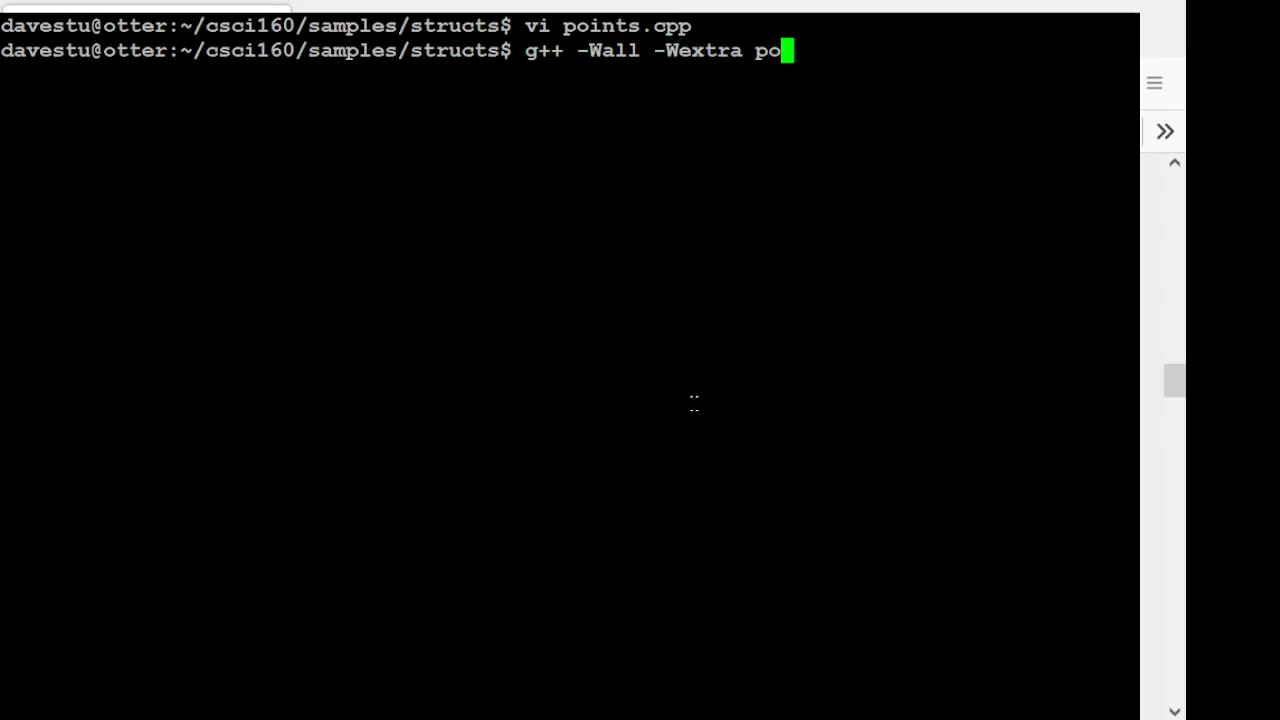 davestu@otter:~/csci160/samples/structs$ vi points.cpp
davestu@otter:~/csci160/samples/structs$ g++ -Wall -Wextra po